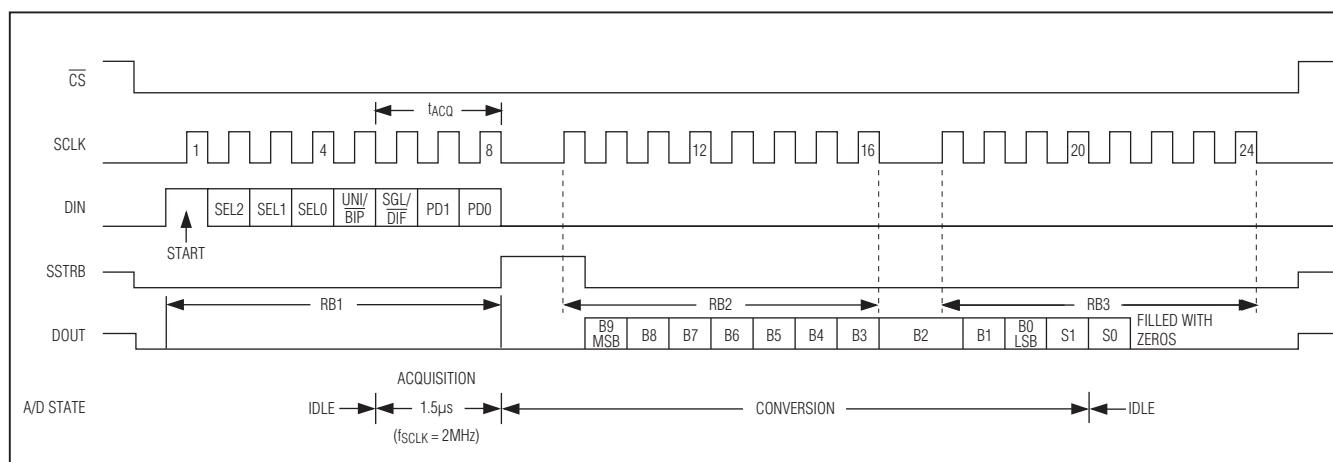 CS
tACQ
SCLK 1 4 8 12 16 20 24
DIN SEL2 SEL1 SEL0 UNI/ BIP SGL/ DIF PD1 PD0
START
SSTRB
RB1 RB2 RB3
DOUT B9 MSB B8 B7 B6 B5 B4 B3 B2 B1 B0 LSB S1 S0 FILLED WITH ZEROS
ACQUISITION
A/D STATE IDLE 1.5µs CONVERSION IDLE
(fSCLK = 2MHz)